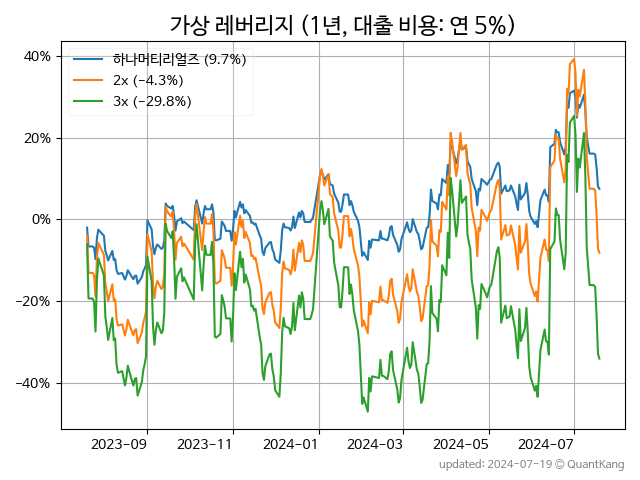 가상 레버리지 (1년, 대출 비용: 연 5%)
하나머티리얼즈 (9.7%)
2x (−4.3%)
3x (−29.8%)
40%
20%
0%
−20%
−40%
2023-09
2023-11
2024-01
2024-03
2024-05
2024-07
updated: 2024-07-19 © QuantKang